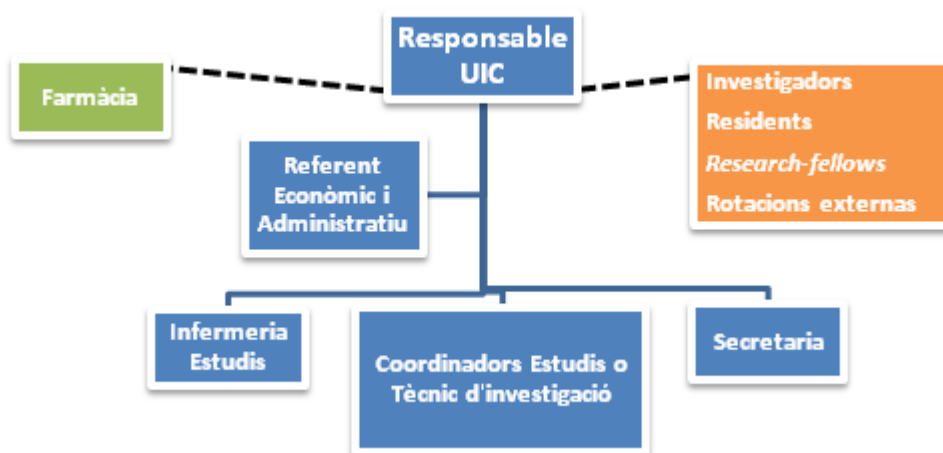 Responsable
UIC
Farmàcia
Investigadors
Residents
Research-fellows
Rotacions externas
Referent
Econòmic i
Administratiu
Infermeria
Estudis
Coordinadors Estudis o
Tècnic d'investigació
Secretaria